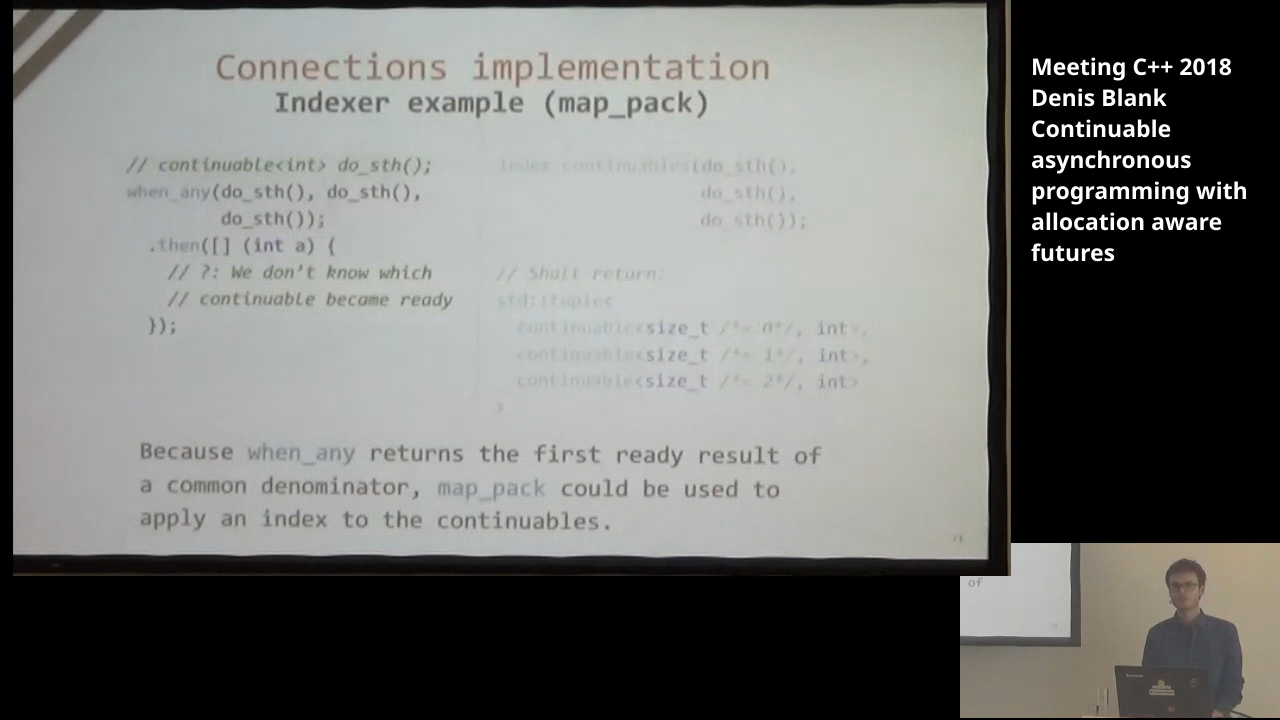 Connections implementation
Indexer example (map_pack)
// continuable<int> do_sth();
when_any(do_sth(), do_sth(),
do_sth());
.then([] (int a) {
// ?: We don't know which
// continuable became ready
});
index_continuables(do_sth(),
do_sth(),
do_sth());
// Shall return:
std::tuple<
continuable<size_t /*= 0*/, int>,
continuable<size_t /*= 1*/, int>,
continuable<size_t /*= 2*/, int>
>
Because when_any returns the first ready result of
a common denominator, map_pack could be used to
apply an index to the continuables.
Meeting C++ 2018
Denis Blank
Continuable
asynchronous
programming with
allocation aware
futures
of